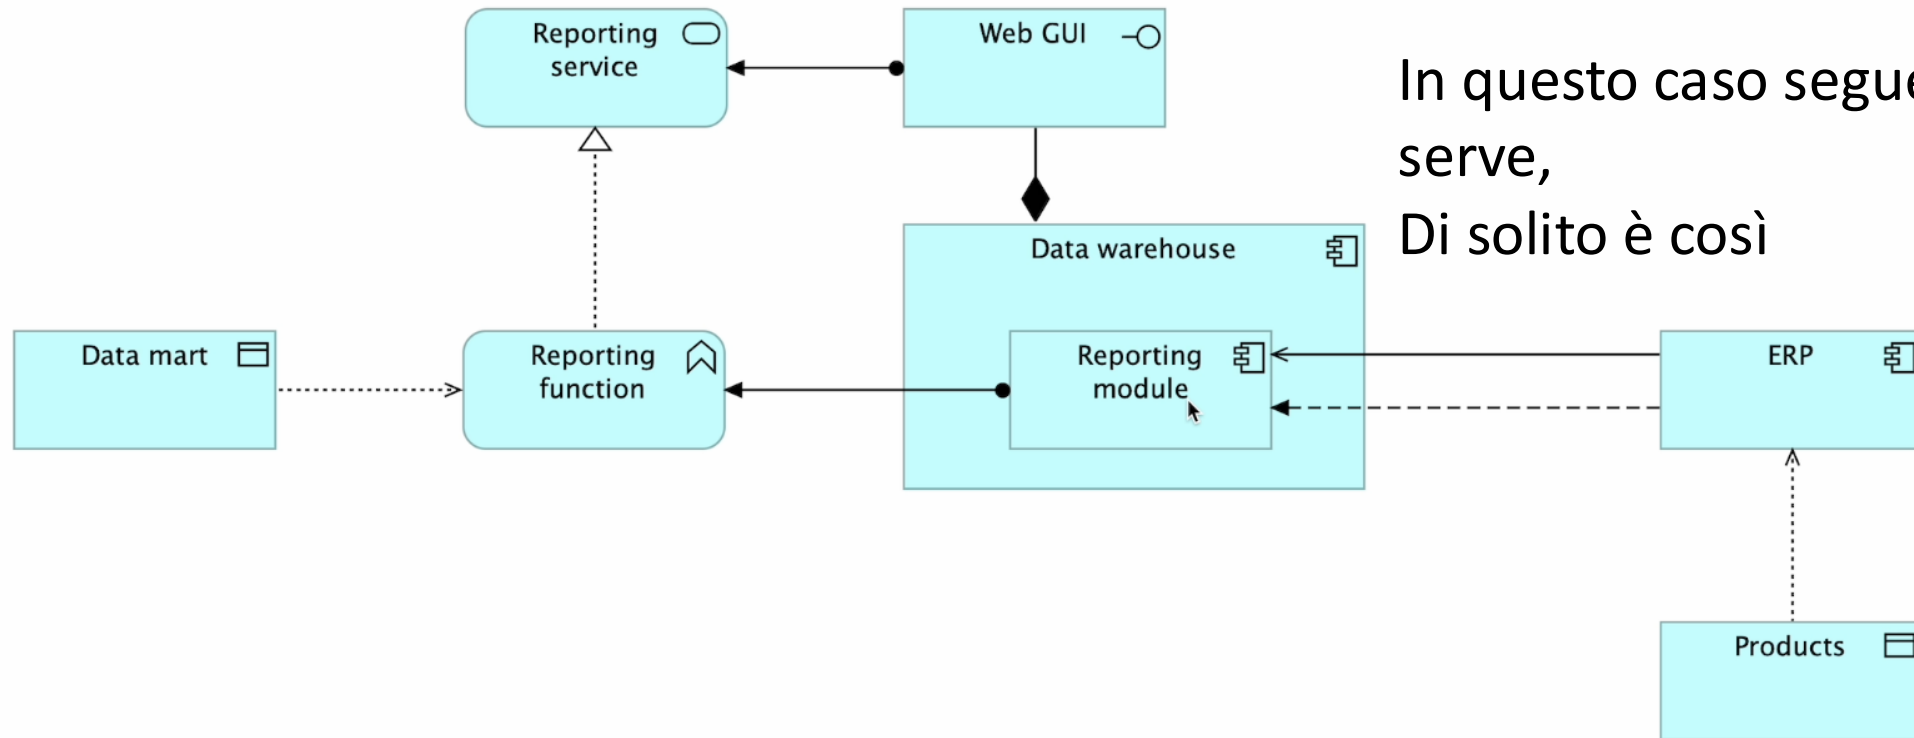 Reporting
service
Web GUI
In questo caso segue
serve,
Di solito è così
Data warehouse
Data mart
Reporting
function
Reporting
module
ERP
Products